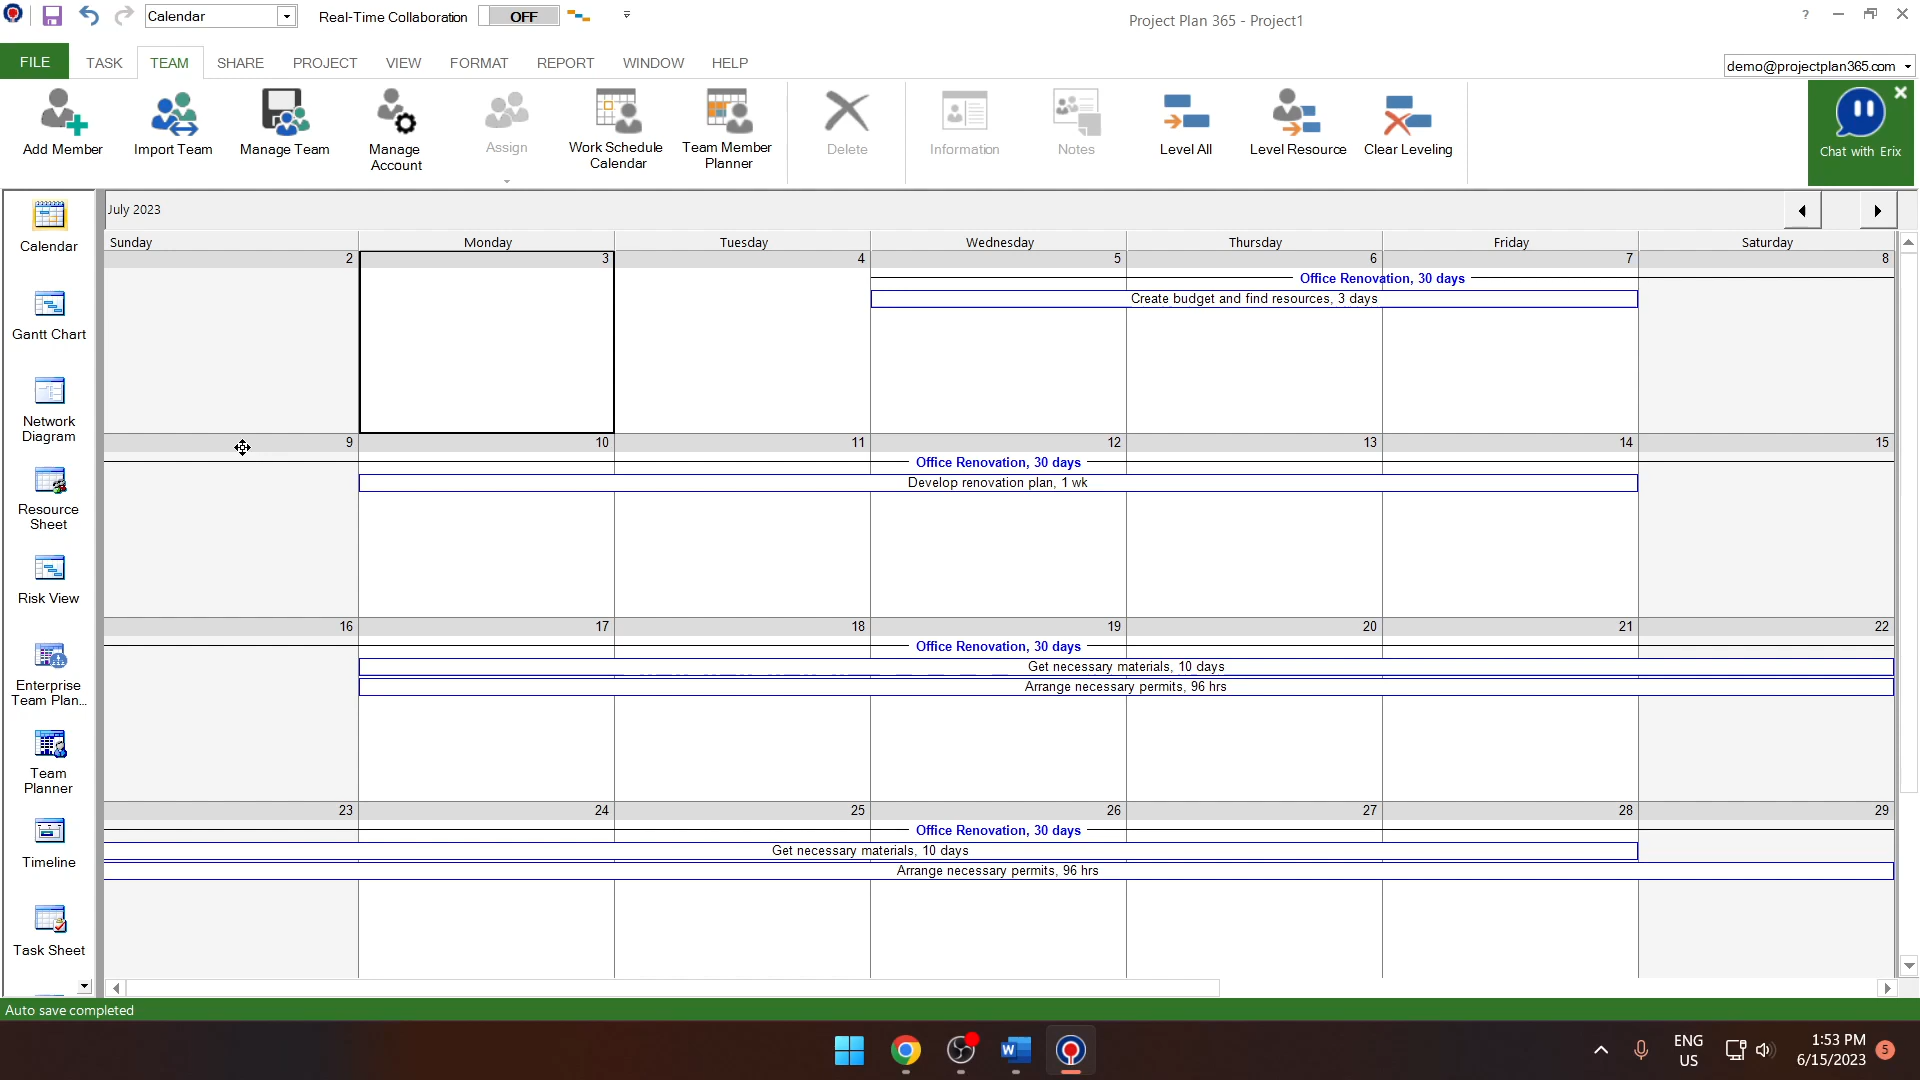 Calendar
Real-Time Collaboration OFF
Project Plan 365 - Project1
?
FILE TASK TEAM SHARE PROJECT VIEW FORMAT REPORT WINDOW HELP
demo@projectplan365.com
Add Member
Import Team
Manage Team
Manage
Account
Assign
Work Schedule
Calendar
Team Member
Planner
Delete
Information
Notes
Level All
Level Resource
Clear Leveling
Chat with Erix
Calendar
Gantt Chart
Network
Diagram
Resource
Sheet
Risk View
Enterprise
Team Plan...
Team
Planner
Timeline
Task Sheet
July 2023
Sunday Monday Tuesday Wednesday Thursday Friday Saturday
2 3 4 5 6 7 8
Office Renovation, 30 days
Create budget and find resources, 3 days
9 10 11 12 13 14 15
Office Renovation, 30 days
Develop renovation plan, 1 wk
16 17 18 19 20 21 22
Office Renovation, 30 days
Get necessary materials, 10 days
Arrange necessary permits, 96 hrs
23 24 25 26 27 28 29
Office Renovation, 30 days
Get necessary materials, 10 days
Arrange necessary permits, 96 hrs
Auto save completed
W
ENG
US
1:53 PM
6/15/2023
5